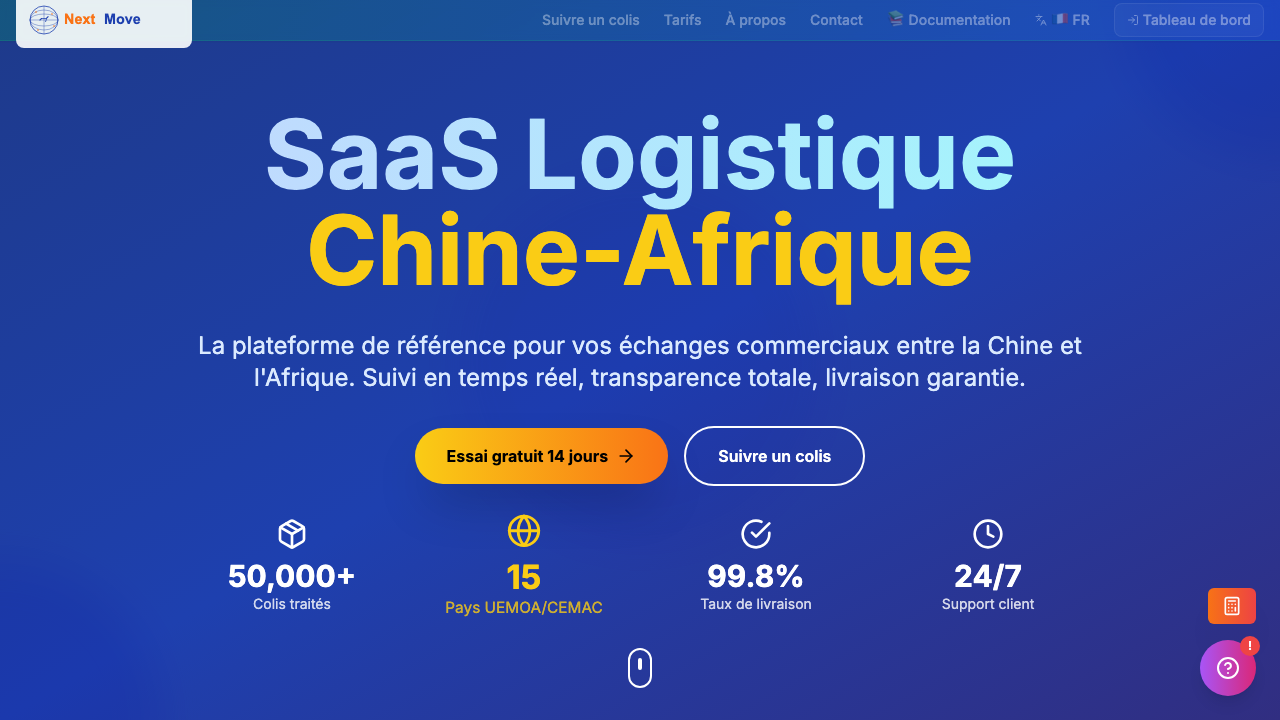 Next Move
Suivre un colis
Tarifs
À propos
Contact
Documentation
FR
Tableau de bord
SaaS Logistique
Chine-Afrique
La plateforme de référence pour vos échanges commerciaux entre la Chine et
l'Afrique. Suivi en temps réel, transparence totale, livraison garantie.
Essai gratuit 14 jours
Suivre un colis
50,000+
Colis traités
15
Pays UEMOA/CEMAC
99.8%
Taux de livraison
24/7
Support client
!